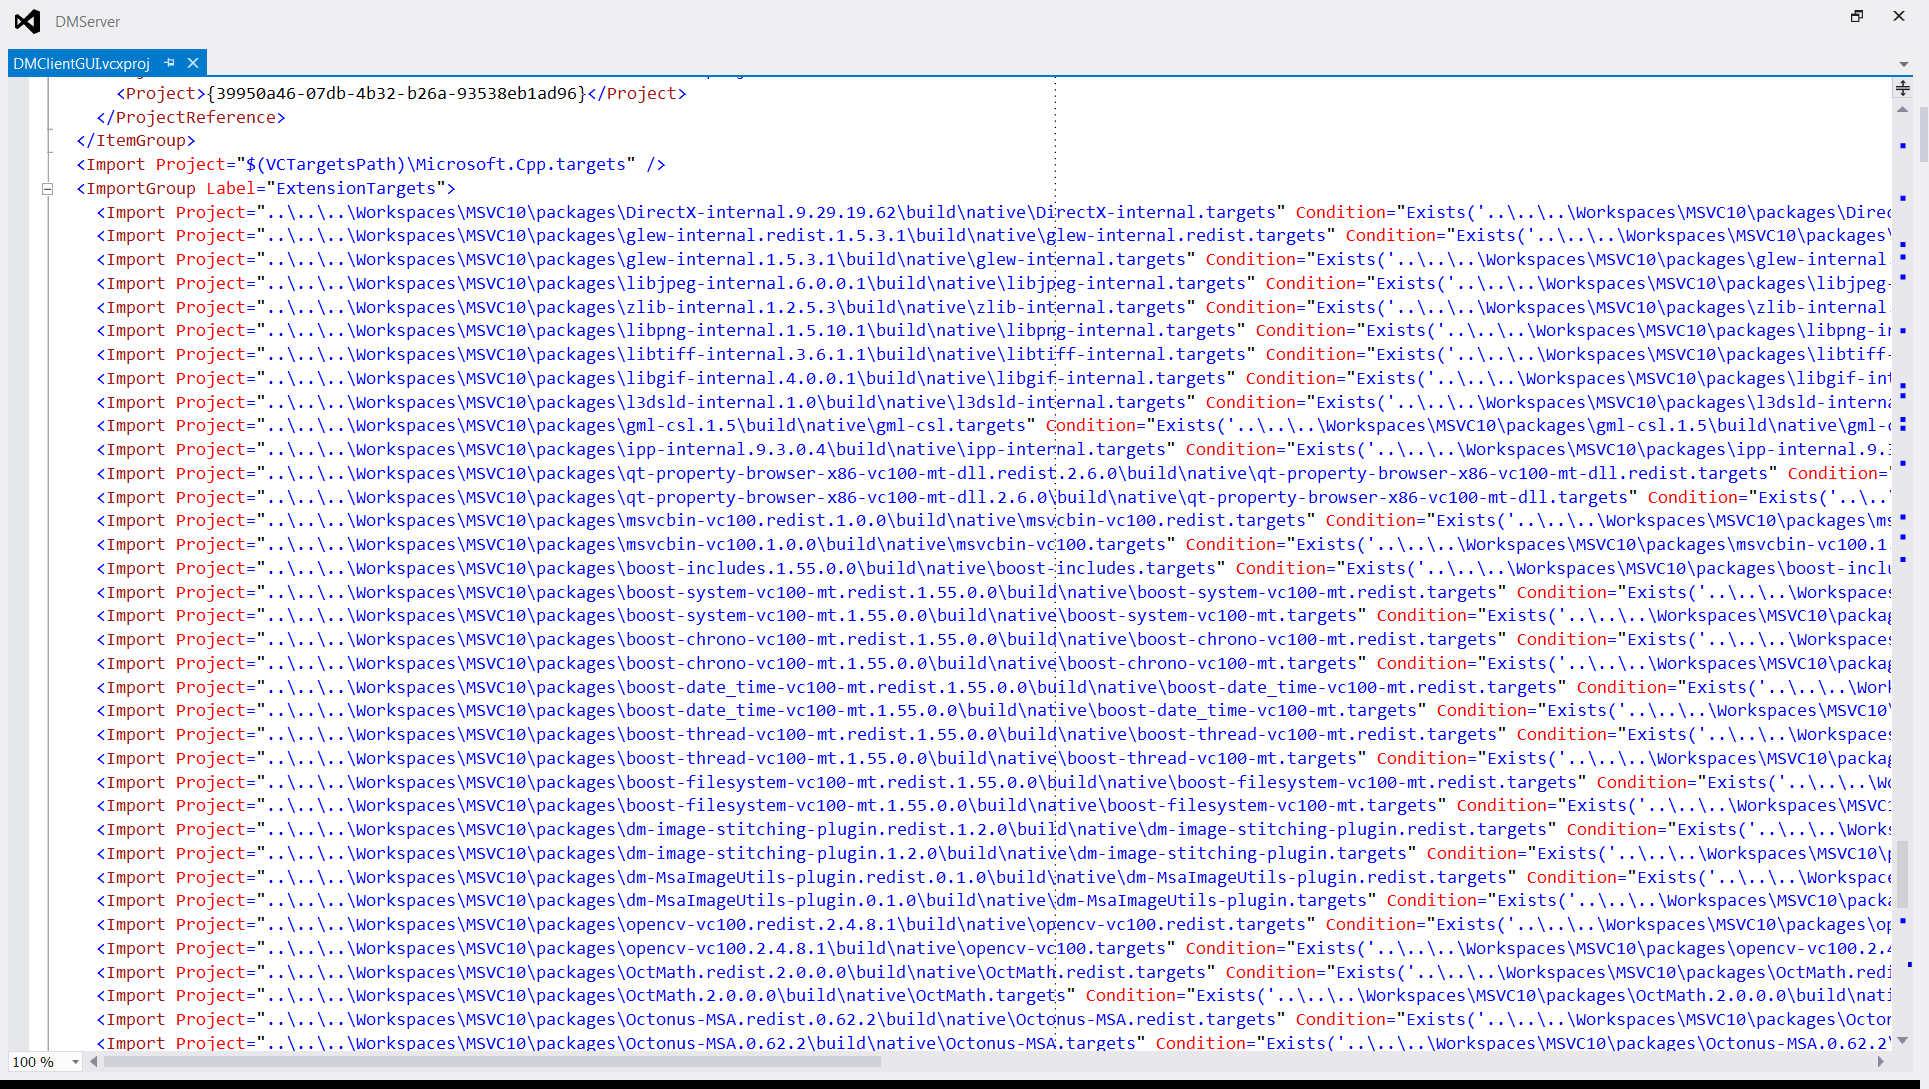 DMServer
DMClientGUI.vcxproj
<Project>{39950a46-07db-4b32-b26a-93538eb1ad96}</Project>
</ProjectReference>
</ItemGroup>
<Import Project="$(VCTargetsPath)\Microsoft.Cpp.targets" />
<ImportGroup Label="ExtensionTargets">
<Import Project="..\..\..\Workspaces\MSVC10\packages\DirectX-internal.9.29.19.62\build\native\DirectX-internal.targets" Condition="Exists('..\..\..\Workspaces\MSVC10\packages\Direc
<Import Project="..\..\..\Workspaces\MSVC10\packages\glew-internal.redist.1.5.3.1\build\native\glew-internal.redist.targets" Condition="Exists('..\..\..\Workspaces\MSVC10\packages\
<Import Project="..\..\..\Workspaces\MSVC10\packages\glew-internal.1.5.3.1\build\native\glew-internal.targets" Condition="Exists('..\..\..\Workspaces\MSVC10\packages\glew-internal.
<Import Project="..\..\..\Workspaces\MSVC10\packages\libjpeg-internal.6.0.0.1\build\native\libjpeg-internal.targets" Condition="Exists('..\..\..\Workspaces\MSVC10\packages\libjpeg-
<Import Project="..\..\..\Workspaces\MSVC10\packages\zlib-internal.1.2.5.3\build\native\zlib-internal.targets" Condition="Exists('..\..\..\Workspaces\MSVC10\packages\zlib-internal.
<Import Project="..\..\..\Workspaces\MSVC10\packages\libpng-internal.1.5.10.1\build\native\libpng-internal.targets" Condition="Exists('..\..\..\Workspaces\MSVC10\packages\libpng-in
<Import Project="..\..\..\Workspaces\MSVC10\packages\libtiff-internal.3.6.1.1\build\native\libtiff-internal.targets" Condition="Exists('..\..\..\Workspaces\MSVC10\packages\libtiff-
<Import Project="..\..\..\Workspaces\MSVC10\packages\libgif-internal.4.0.0.1\build\native\libgif-internal.targets" Condition="Exists('..\..\..\Workspaces\MSVC10\packages\libgif-int
<Import Project="..\..\..\Workspaces\MSVC10\packages\l3dsld-internal.1.0\build\native\l3dsld-internal.targets" Condition="Exists('..\..\..\Workspaces\MSVC10\packages\l3dsld-interna
<Import Project="..\..\..\Workspaces\MSVC10\packages\gml-csl.1.5\build\native\gml-csl.targets" Condition="Exists('..\..\..\Workspaces\MSVC10\packages\gml-csl.1.5\build\native\gml-c
<Import Project="..\..\..\Workspaces\MSVC10\packages\ipp-internal.9.3.0.4\build\native\ipp-internal.targets" Condition="Exists('..\..\..\Workspaces\MSVC10\packages\ipp-internal.9.3
<Import Project="..\..\..\Workspaces\MSVC10\packages\qt-property-browser-x86-vc100-mt-dll.redist.2.6.0\build\native\qt-property-browser-x86-vc100-mt-dll.redist.targets" Condition="
<Import Project="..\..\..\Workspaces\MSVC10\packages\qt-property-browser-x86-vc100-mt-dll.2.6.0\build\native\qt-property-browser-x86-vc100-mt-dll.targets" Condition="Exists('..\..\
<Import Project="..\..\..\Workspaces\MSVC10\packages\msvcbin-vc100.redist.1.0.0\build\native\msvcbin-vc100.redist.targets" Condition="Exists('..\..\..\Workspaces\MSVC10\packages\ms
<Import Project="..\..\..\Workspaces\MSVC10\packages\msvcbin-vc100.1.0.0\build\native\msvcbin-vc100.targets" Condition="Exists('..\..\..\Workspaces\MSVC10\packages\msvcbin-vc100.1.
<Import Project="..\..\..\Workspaces\MSVC10\packages\boost-includes.1.55.0.0\build\native\boost-includes.targets" Condition="Exists('..\..\..\Workspaces\MSVC10\packages\boost-inclu
<Import Project="..\..\..\Workspaces\MSVC10\packages\boost-system-vc100-mt.redist.1.55.0.0\build\native\boost-system-vc100-mt.redist.targets" Condition="Exists('..\..\..\Workspaces
<Import Project="..\..\..\Workspaces\MSVC10\packages\boost-system-vc100-mt.1.55.0.0\build\native\boost-system-vc100-mt.targets" Condition="Exists('..\..\..\Workspaces\MSVC10\packag
<Import Project="..\..\..\Workspaces\MSVC10\packages\boost-chrono-vc100-mt.redist.1.55.0.0\build\native\boost-chrono-vc100-mt.redist.targets" Condition="Exists('..\..\..\Workspaces
<Import Project="..\..\..\Workspaces\MSVC10\packages\boost-chrono-vc100-mt.1.55.0.0\build\native\boost-chrono-vc100-mt.targets" Condition="Exists('..\..\..\Workspaces\MSVC10\packag
<Import Project="..\..\..\Workspaces\MSVC10\packages\boost-date_time-vc100-mt.redist.1.55.0.0\build\native\boost-date_time-vc100-mt.redist.targets" Condition="Exists('..\..\..\Work
<Import Project="..\..\..\Workspaces\MSVC10\packages\boost-date_time-vc100-mt.1.55.0.0\build\native\boost-date_time-vc100-mt.targets" Condition="Exists('..\..\..\Workspaces\MSVC10\
<Import Project="..\..\..\Workspaces\MSVC10\packages\boost-thread-vc100-mt.redist.1.55.0.0\build\native\boost-thread-vc100-mt.redist.targets" Condition="Exists('..\..\..\Workspaces
<Import Project="..\..\..\Workspaces\MSVC10\packages\boost-thread-vc100-mt.1.55.0.0\build\native\boost-thread-vc100-mt.targets" Condition="Exists('..\..\..\Workspaces\MSVC10\packag
<Import Project="..\..\..\Workspaces\MSVC10\packages\boost-filesystem-vc100-mt.redist.1.55.0.0\build\native\boost-filesystem-vc100-mt.redist.targets" Condition="Exists('..\..\..\Wo
<Import Project="..\..\..\Workspaces\MSVC10\packages\boost-filesystem-vc100-mt.1.55.0.0\build\native\boost-filesystem-vc100-mt.targets" Condition="Exists('..\..\..\Workspaces\MSVC1
<Import Project="..\..\..\Workspaces\MSVC10\packages\dm-image-stitching-plugin.redist.1.2.0\build\native\dm-image-stitching-plugin.redist.targets" Condition="Exists('..\..\..\Works
<Import Project="..\..\..\Workspaces\MSVC10\packages\dm-image-stitching-plugin.1.2.0\build\native\dm-image-stitching-plugin.targets" Condition="Exists('..\..\..\Workspaces\MSVC10\p
<Import Project="..\..\..\Workspaces\MSVC10\packages\dm-MsaImageUtils-plugin.redist.0.1.0\build\native\dm-MsaImageUtils-plugin.redist.targets" Condition="Exists('..\..\..\Workspace
<Import Project="..\..\..\Workspaces\MSVC10\packages\dm-MsaImageUtils-plugin.0.1.0\build\native\dm-MsaImageUtils-plugin.targets" Condition="Exists('..\..\..\Workspaces\MSVC10\packa
<Import Project="..\..\..\Workspaces\MSVC10\packages\opencv-vc100.redist.2.4.8.1\build\native\opencv-vc100.redist.targets" Condition="Exists('..\..\..\Workspaces\MSVC10\packages\op
<Import Project="..\..\..\Workspaces\MSVC10\packages\opencv-vc100.2.4.8.1\build\native\opencv-vc100.targets" Condition="Exists('..\..\..\Workspaces\MSVC10\packages\opencv-vc100.2.4
<Import Project="..\..\..\Workspaces\MSVC10\packages\OctMath.redist.2.0.0.0\build\native\OctMath.redist.targets" Condition="Exists('..\..\..\Workspaces\MSVC10\packages\OctMath.redi
<Import Project="..\..\..\Workspaces\MSVC10\packages\OctMath.2.0.0.0\build\native\OctMath.targets" Condition="Exists('..\..\..\Workspaces\MSVC10\packages\OctMath.2.0.0.0\build\nati
<Import Project="..\..\..\Workspaces\MSVC10\packages\Octonus-MSA.redist.0.62.2\build\native\Octonus-MSA.redist.targets" Condition="Exists('..\..\..\Workspaces\MSVC10\packages\Octon
<Import Project="..\..\..\Workspaces\MSVC10\packages\Octonus-MSA.0.62.2\build\native\Octonus-MSA.targets" Condition="Exists('..\..\..\Workspaces\MSVC10\packages\Octonus-MSA.0.62.2\
100 %